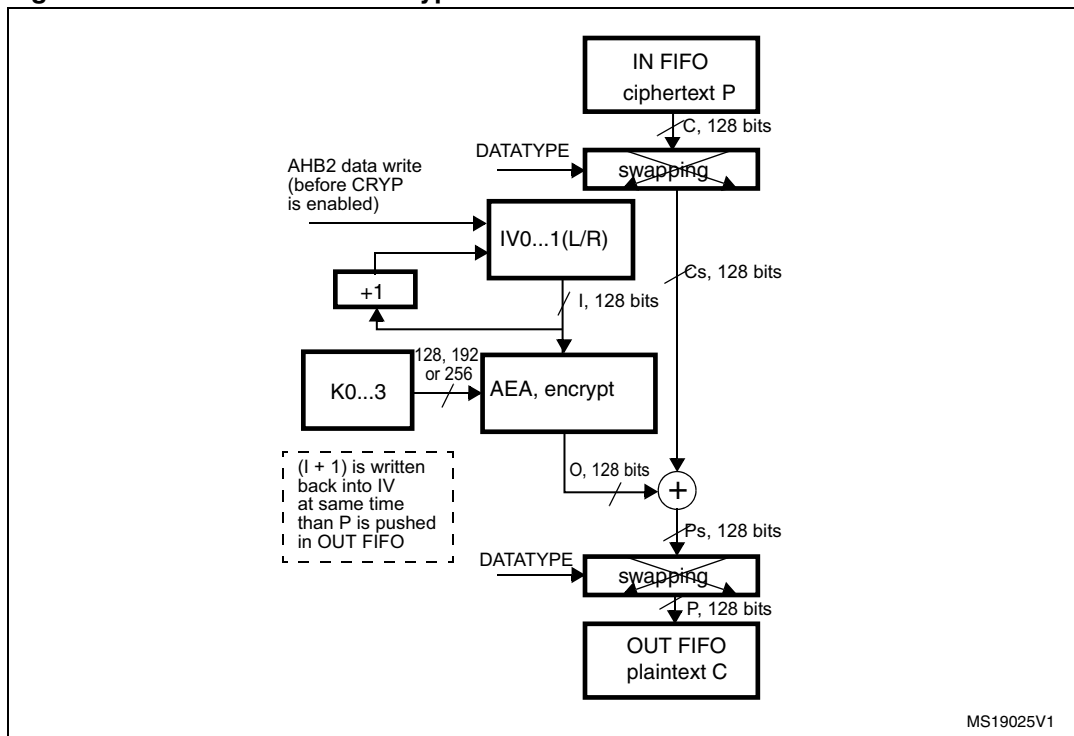 IN FIFO
ciphertext P
C, 128 bits
DATATYPE
swapping
AHB2 data write
(before CRYP
is enabled)
IV0...1(L/R)
Cs, 128 bits
+1
I, 128 bits
128, 192
or 256
K0...3
AEA, encrypt
(I + 1) is written
back into IV
at same time
than P is pushed
in OUT FIFO
O, 128 bits
+
Ps, 128 bits
DATATYPE
swapping
P, 128 bits
OUT FIFO
plaintext C
MS19025V1